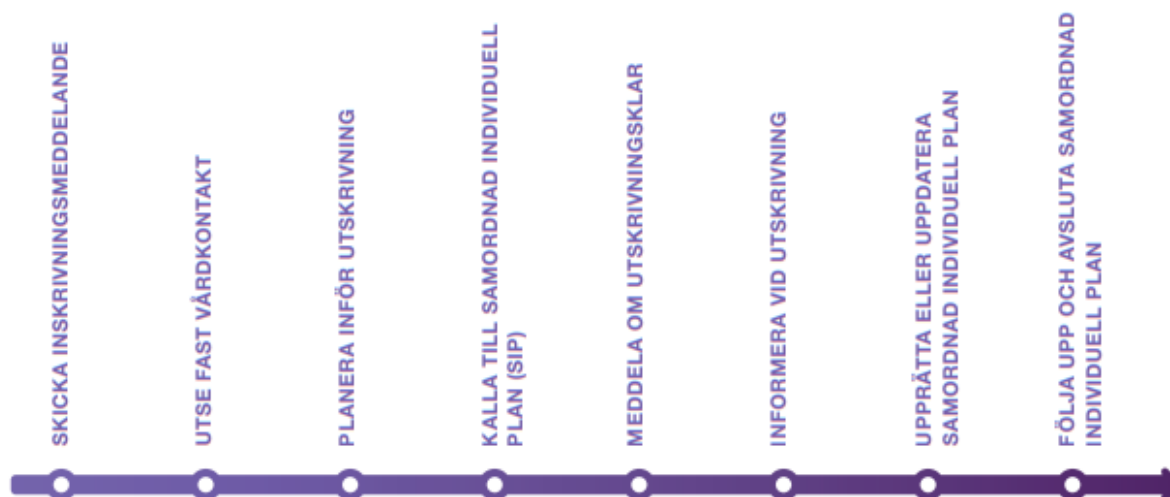 SKICKA INSKRIVNINGSMEDDELANDE
UTSE FAST VÅRDKONTAKT
PLANERA INFÖR UTSKRIVNING
KALLA TILL SAMORDNAD INDIVIDUELL
PLAN (SIP)
MEDDELA OM UTSKRIVNINGSKLAR
INFORMERA VID UTSKRIVNING
UPPRÄTTA ELLER UPPDATERA
SAMORDNAD INDIVIDUELL PLAN
FÖLJA UPP OCH AVSLUTA SAMORDNAD
INDIVIDUELL PLAN